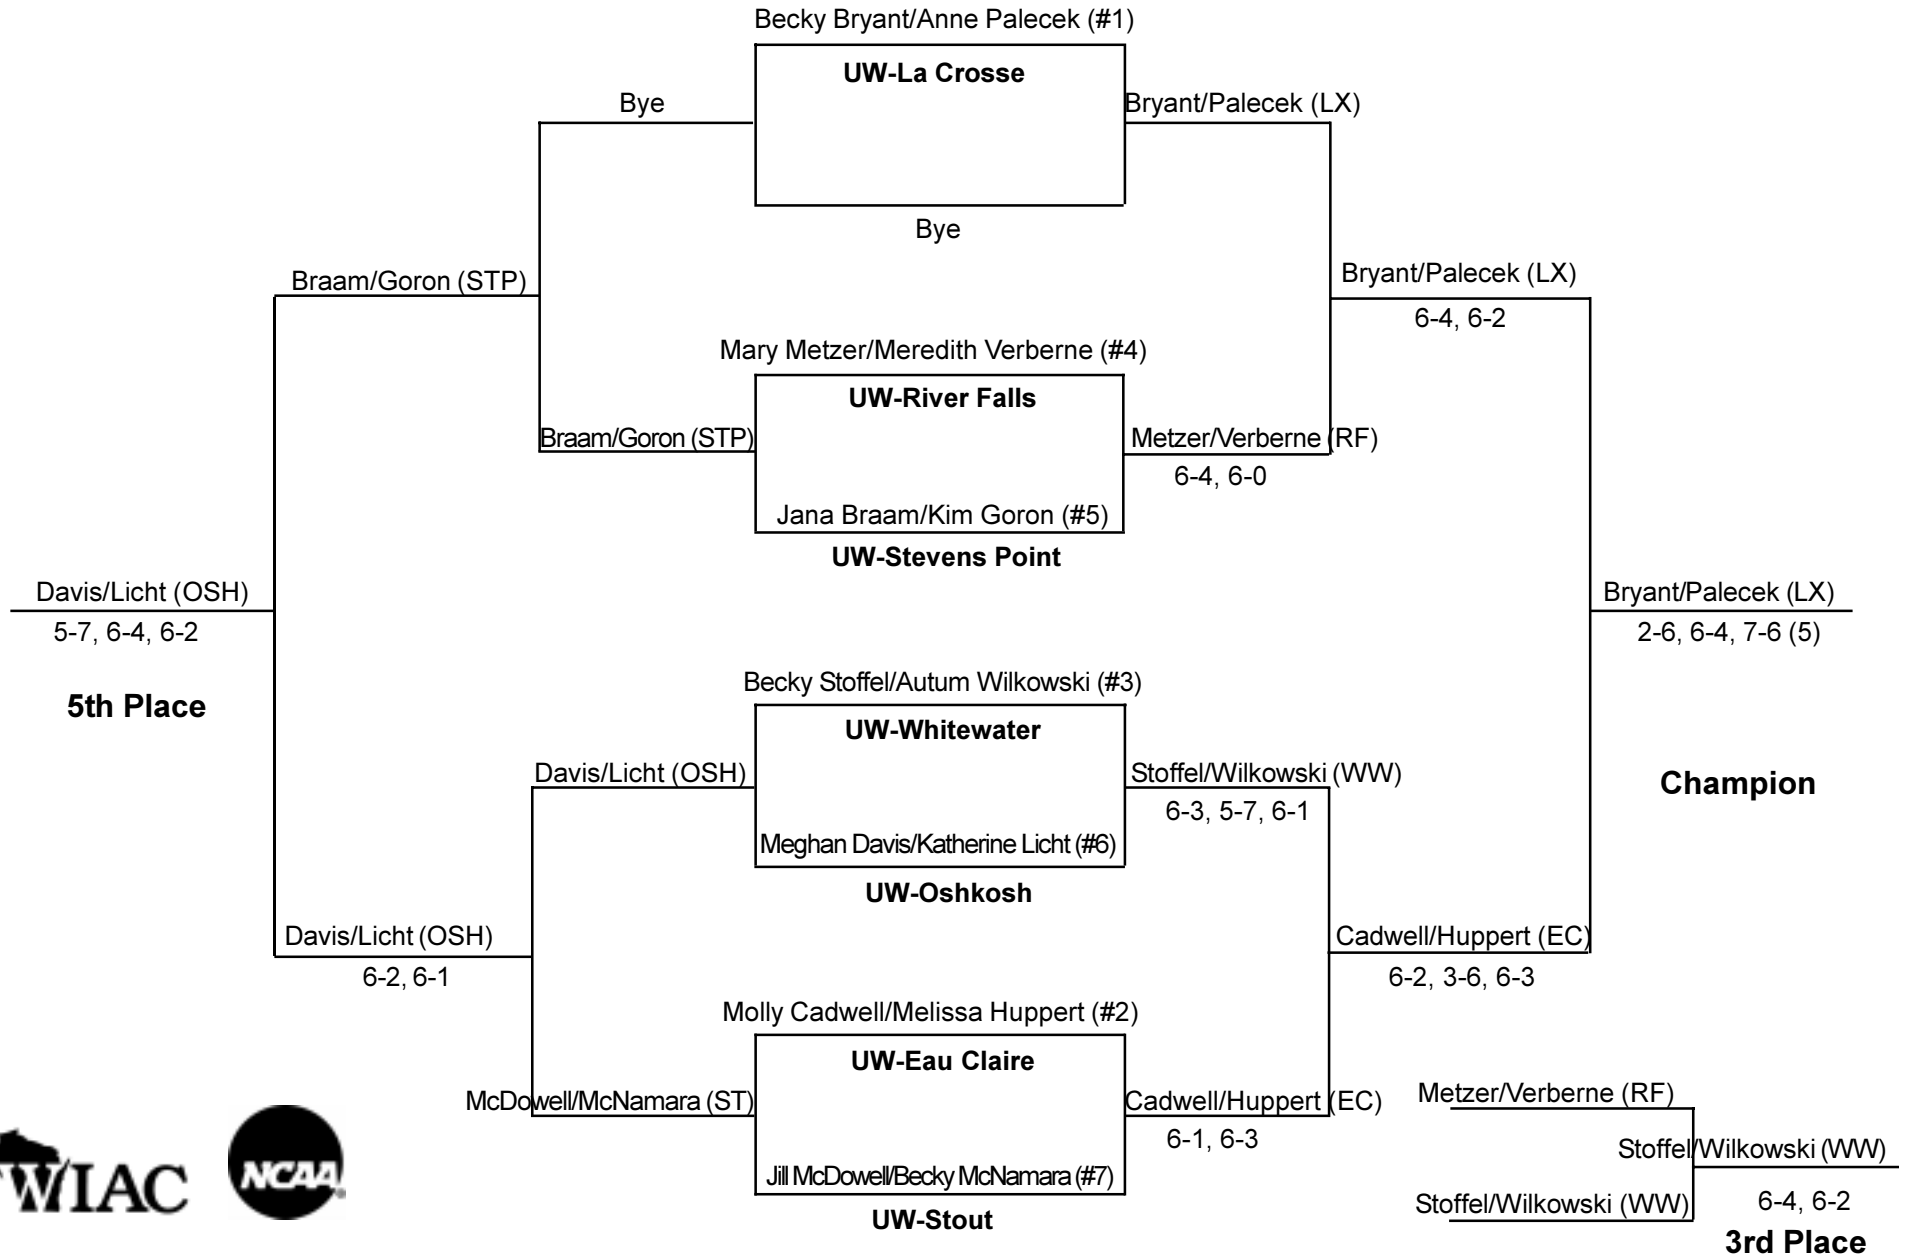 Becky Bryant/Anne Palecek (#1)
UW-La Crosse
Bye
Bryant/Palecek (LX)
Bye
Braam/Goron (STP)
Bryant/Palecek (LX)
6-4, 6-2
Mary Metzer/Meredith Verberne (#4)
UW-River Falls
Braam/Goron (STP)
Metzer/Verberne (RF)
6-4, 6-0
Jana Braam/Kim Goron (#5)
UW-Stevens Point
Davis/Licht (OSH)
5-7, 6-4, 6-2
5th Place
Bryant/Palecek (LX)
2-6, 6-4, 7-6 (5)
Champion
Becky Stoffel/Autum Wilkowski (#3)
UW-Whitewater
Davis/Licht (OSH)
Stoffel/Wilkowski (WW)
6-3, 5-7, 6-1
Meghan Davis/Katherine Licht (#6)
UW-Oshkosh
Davis/Licht (OSH)
6-2, 6-1
Cadwell/Huppert (EC)
6-2, 3-6, 6-3
Molly Cadwell/Melissa Huppert (#2)
UW-Eau Claire
McDowell/McNamara (ST)
Cadwell/Huppert (EC)
6-1, 6-3
Jill McDowell/Becky McNamara (#7)
UW-Stout
Metzer/Verberne (RF)
Stoffel/Wilkowski (WW)
Stoffel/Wilkowski (WW)
6-4, 6-2
3rd Place
WIAC
NCAA